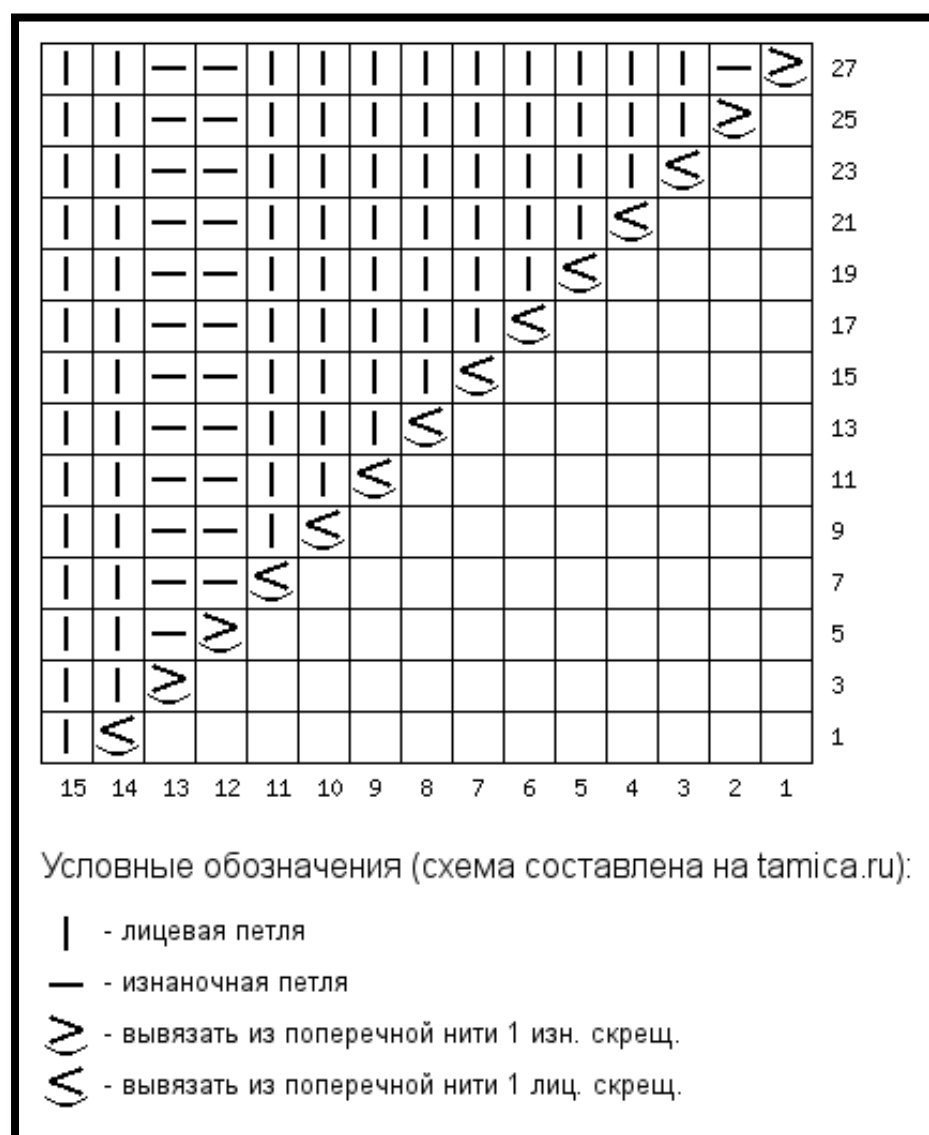 27
25
23
21
19
17
15
13
11
9
7
5
3
1
15 14 13 12 11 10 9 8 7 6 5 4 3 2 1
Условные обозначения (схема составлена на tamica.ru):
- лицевая петля
- изнаночная петля
- вывязать из поперечной нити 1 изн. скрещ.
- вывязать из поперечной нити 1 лиц. скрещ.